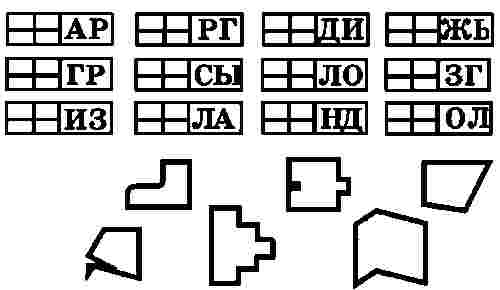 АР РГ ДИ ЖЬ
ГР СЫ ЛО ЗГ
ИЗ ЛА НД ОЛ